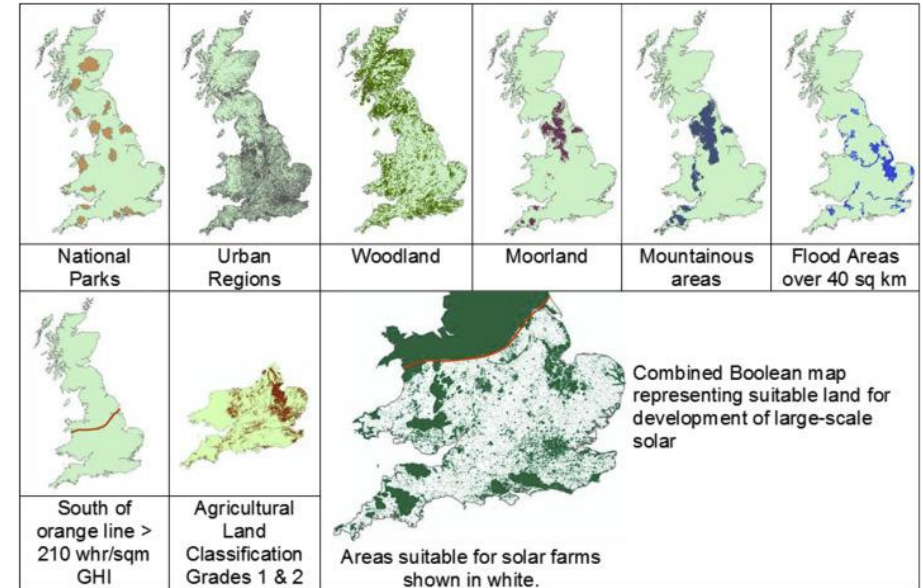 National
Parks
Urban
Regions
Woodland
Moorland
Mountainous
areas
Flood Areas
over 40 sq km
South of
orange line >
210 whr/sqm
GHI
Agricultural
Land
Classification
Grades 1 & 2
Areas suitable for solar farms
shown in white.
Combined Boolean map
representing suitable land for
development of large-scale
solar